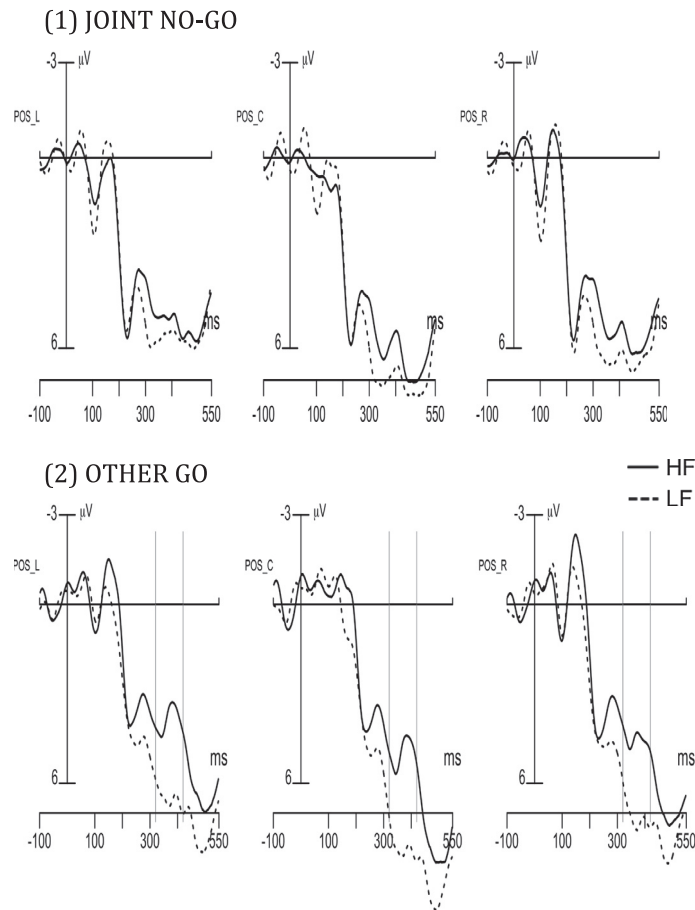 (1) JOINT NO-GO
-3 μV -3 μV -3 μV
POS_L POS_C POS_R
ms ms ms
6 6 6
-100 100 300 550 -100 100 300 550 -100 100 300 550
(2) OTHER GO
HF
LF
-3 μV -3 μV -3 μV
POS_L POS_C POS_R
ms ms ms
6 6 6
-100 100 300 550 -100 100 300 550 -100 100 300 550